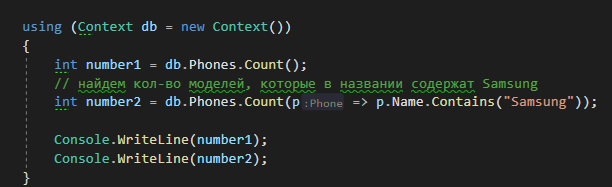 using (Context db = new Context())
{
int number1 = db.Phones.Count();
// найдем кол-во моделей, которые в названии содержат Samsung
int number2 = db.Phones.Count(p :Phone => p.Name.Contains("Samsung"));
Console.WriteLine(number1);
Console.WriteLine(number2);
}